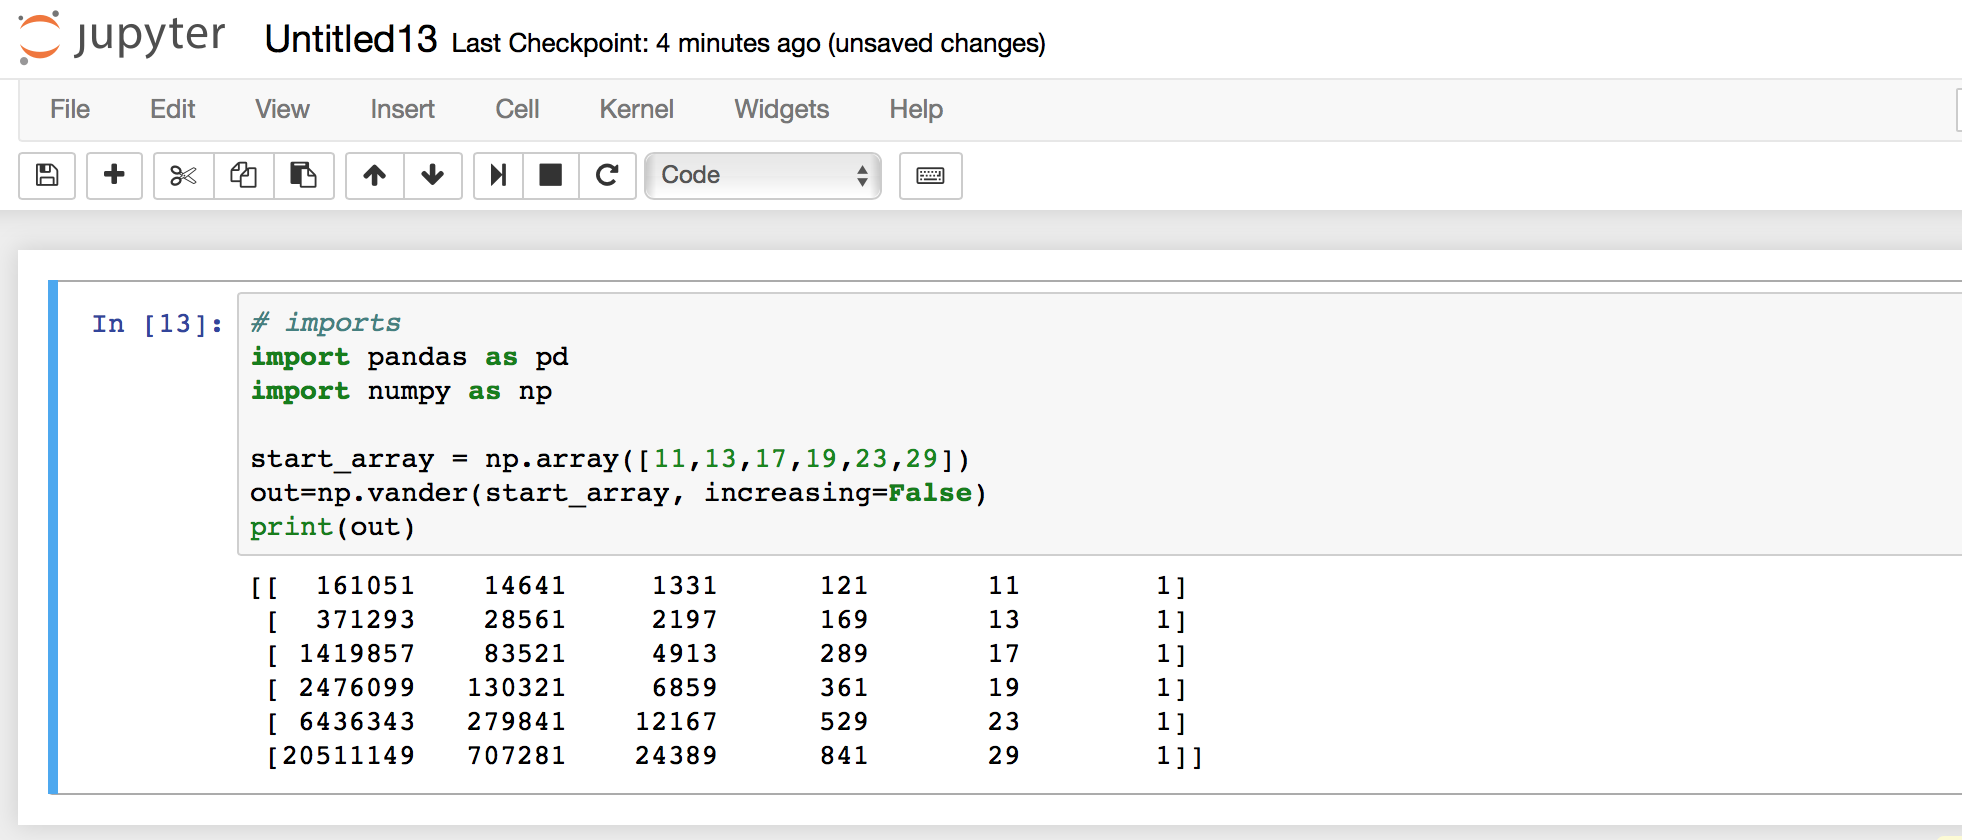 jupyter Untitled13 Last Checkpoint: 4 minutes ago (unsaved changes)
File Edit View Insert Cell Kernel Widgets Help
Code
In [13]: # imports
import pandas as pd
import numpy as np
start_array = np.array([11,13,17,19,23,29])
out=np.vander(start_array, increasing=False)
print(out)
[[ 161051 14641 1331 121 11 1]
[ 371293 28561 2197 169 13 1]
[ 1419857 83521 4913 289 17 1]
[ 2476099 130321 6859 361 19 1]
[ 6436343 279841 12167 529 23 1]
[20511149 707281 24389 841 29 1]]